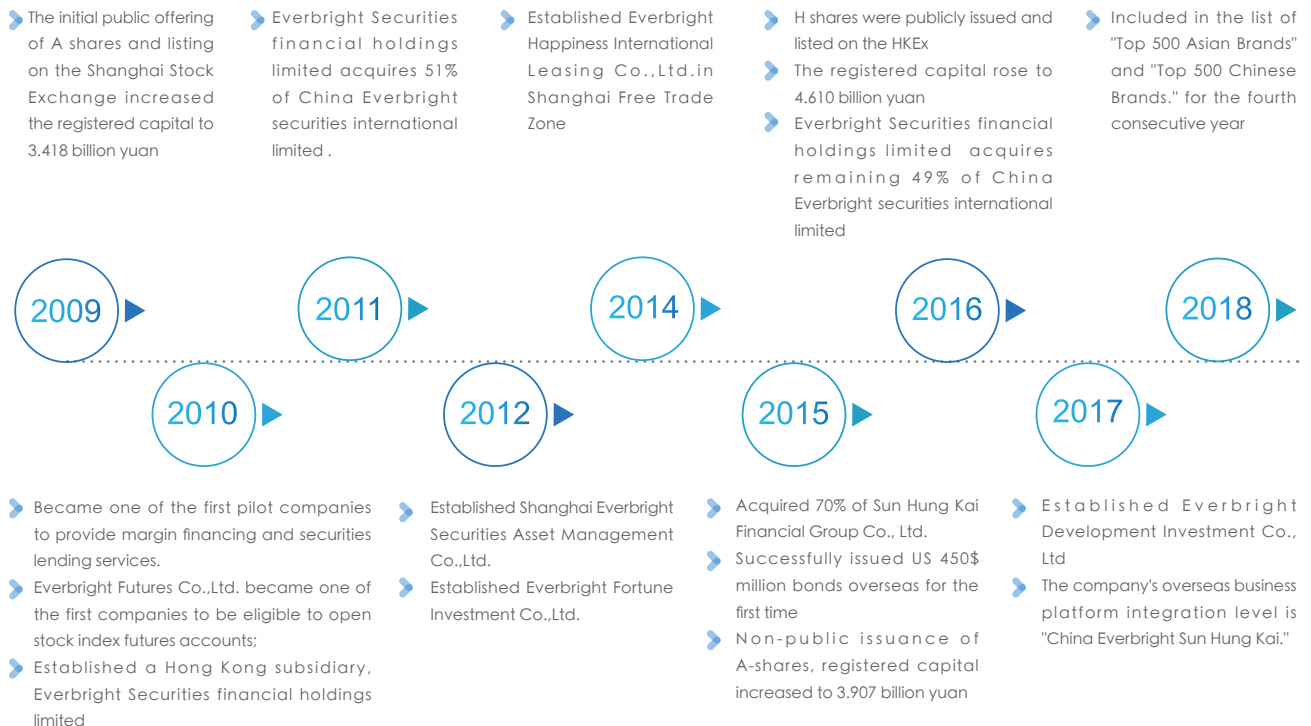 The initial public offering
of A shares and listing
on the Shanghai Stock
Exchange increased
the registered capital to
3.418 billion yuan
Everbright Securities
financial holdings
limited acquires 51%
of China Everbright
securities international
limited .
Established Everbright
Happiness International
Leasing Co.,Ltd.in
Shanghai Free Trade
Zone
H shares were publicly issued and
listed on the HKEx
The registered capital rose to
4.610 billion yuan
Everbright Securities financial
holdings limited acquires
remaining 49% of China
Everbright securities international
limited
Included in the list of
"Top 500 Asian Brands"
and "Top 500 Chinese
Brands." for the fourth
consecutive year
2009
2011
2014
2016
2018
2010
2012
2015
2017
Became one of the first pilot companies
to provide margin financing and securities
lending services.
Everbright Futures Co.,Ltd. became one of
the first companies to be eligible to open
stock index futures accounts;
Established a Hong Kong subsidiary,
Everbright Securities financial holdings
limited
Established Shanghai Everbright
Securities Asset Management
Co.,Ltd.
Established Everbright Fortune
Investment Co.,Ltd.
Acquired 70% of Sun Hung Kai
Financial Group Co., Ltd.
Successfully issued US 450$
million bonds overseas for the
first time
Non-public issuance of
A-shares, registered capital
increased to 3.907 billion yuan
Established Everbright
Development Investment Co.,
Ltd
The company's overseas business
platform integration level is
"China Everbright Sun Hung Kai."